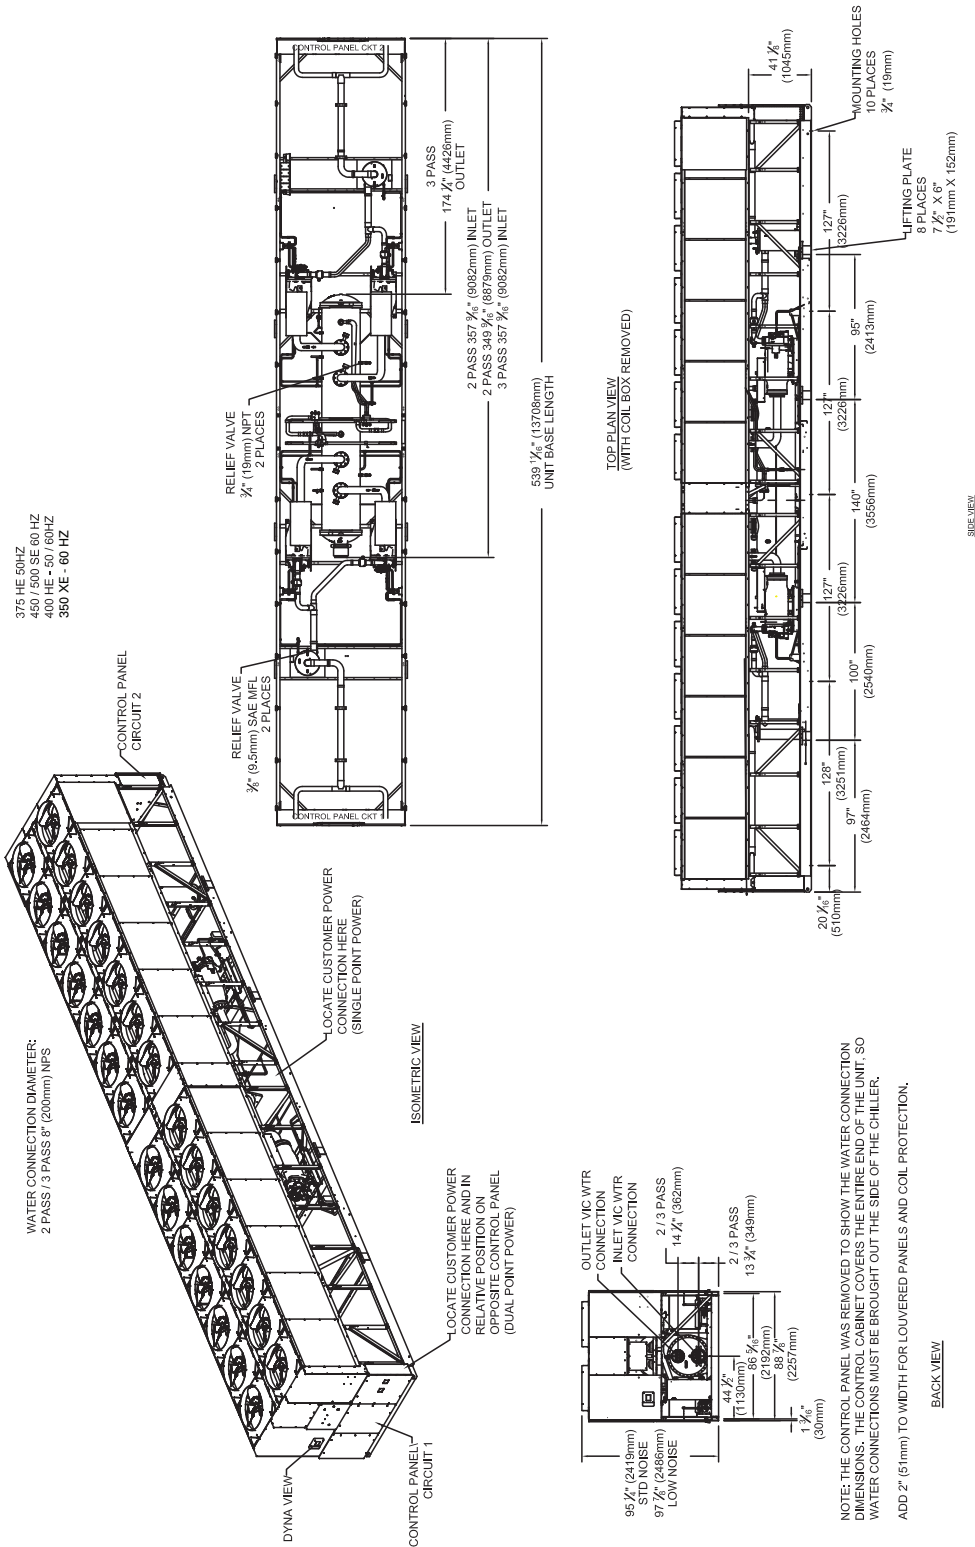 375 HE 50HZ
450 / 500 SE 60 HZ
400 HE - 50 / 60HZ
350 XE - 60 HZ
WATER CONNECTION DIAMETER:
2 PASS / 3 PASS 8" (200mm) NPS
CONTROL PANEL
CIRCUIT 2
LOCATE CUSTOMER POWER
CONNECTION HERE
(SINGLE POINT POWER)
ISOMETRIC VIEW
LOCATE CUSTOMER POWER
CONNECTION HERE AND IN
RELATIVE POSITION ON
OPPOSITE CONTROL PANEL
(DUAL POINT POWER)
DYNA VIEW
CONTROL PANEL
CIRCUIT 1
CONTROL PANEL CKT 2
CONTROL PANEL CKT 1
RELIEF VALVE
¾" (19mm) NPT
2 PLACES
RELIEF VALVE
⅜" (9.5mm) SAE MFL
2 PLACES
3 PASS
174 ¼" (4426mm)
OUTLET
2 PASS 357 9⁄16" (9082mm) INLET
2 PASS 349 9⁄16" (8879mm) OUTLET
3 PASS 357 9⁄16" (9082mm) INLET
539 11⁄16" (13708mm)
UNIT BASE LENGTH
TOP PLAN VIEW
(WITH COIL BOX REMOVED)
41 ⅛"
(1045mm)
MOUNTING HOLES
10 PLACES
¾" (19mm)
LIFTING PLATE
8 PLACES
7 ½" X 6"
(191mm X 152mm)
127"
(3226mm)
95"
(2413mm)
127"
(3226mm)
140"
(3556mm)
127"
(3226mm)
100"
(2540mm)
128"
(3251mm)
97"
(2464mm)
20 1⁄16"
(510mm)
SIDE VIEW
OUTLET VIC WTR
CONNECTION
INLET VIC WTR
CONNECTION
2 / 3 PASS
14 ¼" (362mm)
2 / 3 PASS
13 ¾" (349mm)
44 ½"
(1130mm)
86 5⁄16"
(2192mm)
88 ⅞"
(2257mm)
1 3⁄16"
(30mm)
95 ¼" (2419mm)
STD NOISE
97 ⅞" (2486mm)
LOW NOISE
NOTE: THE CONTROL PANEL WAS REMOVED TO SHOW THE WATER CONNECTION
DIMENSIONS. THE CONTROL CABINET COVERS THE ENTIRE END OF THE UNIT, SO
WATER CONNECTIONS MUST BE BROUGHT OUT THE SIDE OF THE CHILLER.
ADD 2" (51mm) TO WIDTH FOR LOUVERED PANELS AND COIL PROTECTION.
BACK VIEW